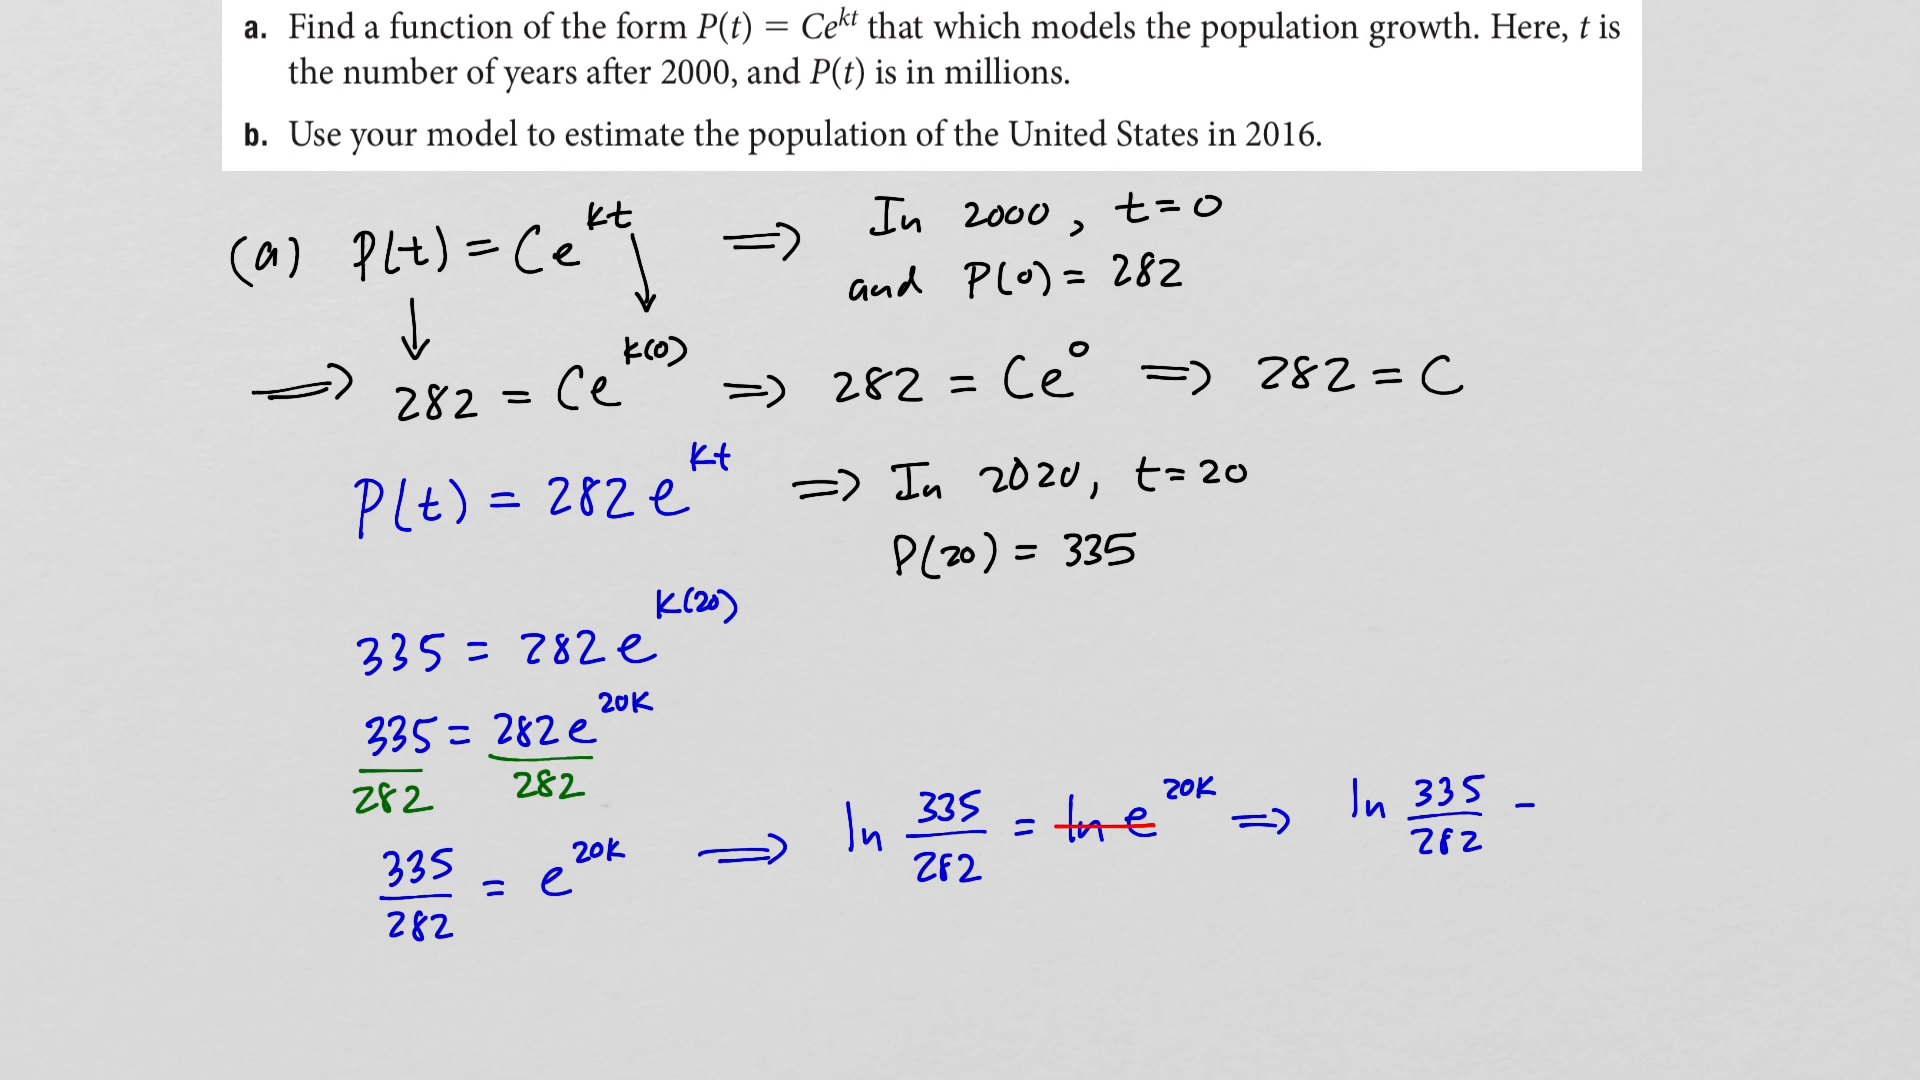 a. Find a function of the form P(t) = Ce^{kt} that which models the population growth. Here, t is
the number of years after 2000, and P(t) is in millions.
b. Use your model to estimate the population of the United States in 2016.
(a) P(t) = Ce^{kt} ⟹ In 2000, t=0
and P(0) = 282
⟹ 282 = Ce^{k(0)} ⟹ 282 = Ce^0 ⟹ 282 = C
P(t) = 282e^{kt} ⟹ In 2020, t=20
P(20) = 335
335 = 282e^{k(20)}
335/282 = 282e^{20k}/282
335/282 = e^{20k} ⟹ ln 335/282 = ln e^{20k} ⟹ ln 335/282 -